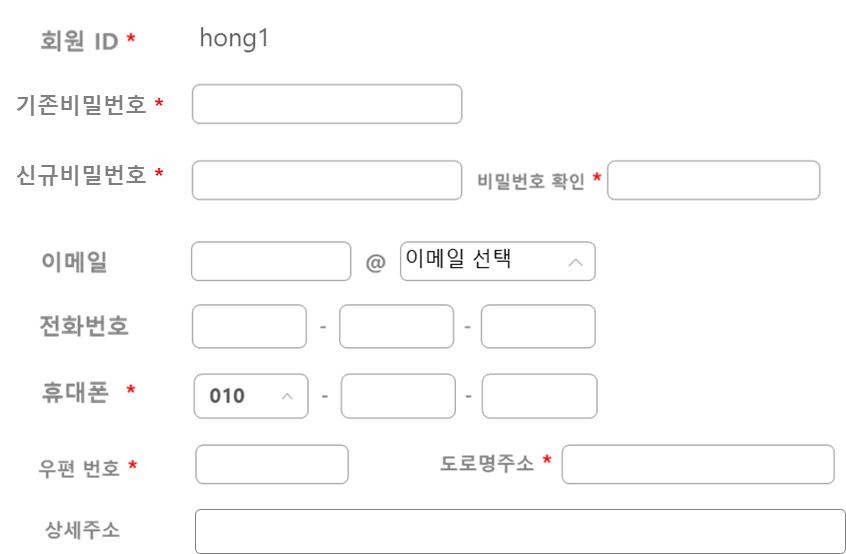 회원 ID * hong1
기존비밀번호 *
신규비밀번호 * 비밀번호 확인 *
이메일 @ 이메일 선택
전화번호 - -
휴대폰 * 010 - -
우편 번호 * 도로명주소 *
상세주소